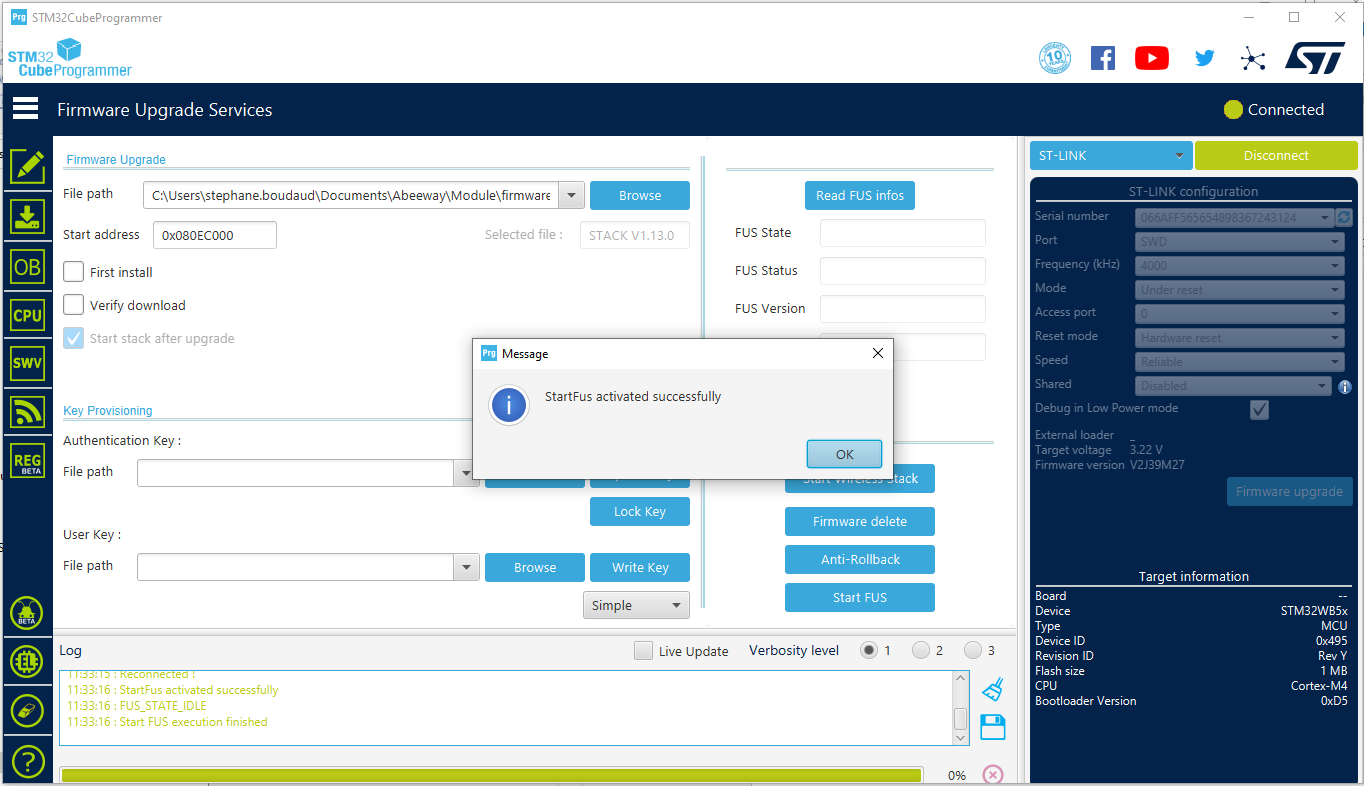 Prg STM32CubeProgrammer
STM32
CubeProgrammer
10
Firmware Upgrade Services
Connected
Firmware Upgrade
File path
C:\Users\stephane.boudaud\Documents\Abeeway\Module\firmware
Browse
Start address
0x080EC000
Selected file :
STACK V1.13.0
First install
Verify download
Start stack after upgrade
Key Provisioning
Authentication Key :
File path
Lock Key
User Key :
File path
Browse
Write Key
Simple
Read FUS infos
FUS State
FUS Status
FUS Version
Prg Message
StartFus activated successfully
OK
Start Wireless Stack
Firmware delete
Anti-Rollback
Start FUS
OB
CPU
SWV
REG
BETA
BETA
EL
?
Log
Live Update
Verbosity level
1
2
3
11:33:15 : Reconnected !
11:33:16 : StartFus activated successfully
11:33:16 : FUS_STATE_IDLE
11:33:16 : Start FUS execution finished
0%
ST-LINK
Disconnect
ST-LINK configuration
Serial number 066AFF565654898367243124
Port SWD
Frequency (kHz) 4000
Mode Under reset
Access port 0
Reset mode Hardware reset
Speed Reliable
Shared Disabled
Debug in Low Power mode
External loader _
Target voltage 3.22 V
Firmware version V2J39M27
Firmware upgrade
Target information
Board --
Device STM32WB5x
Type MCU
Device ID 0x495
Revision ID Rev Y
Flash size 1 MB
CPU Cortex-M4
Bootloader Version 0xD5